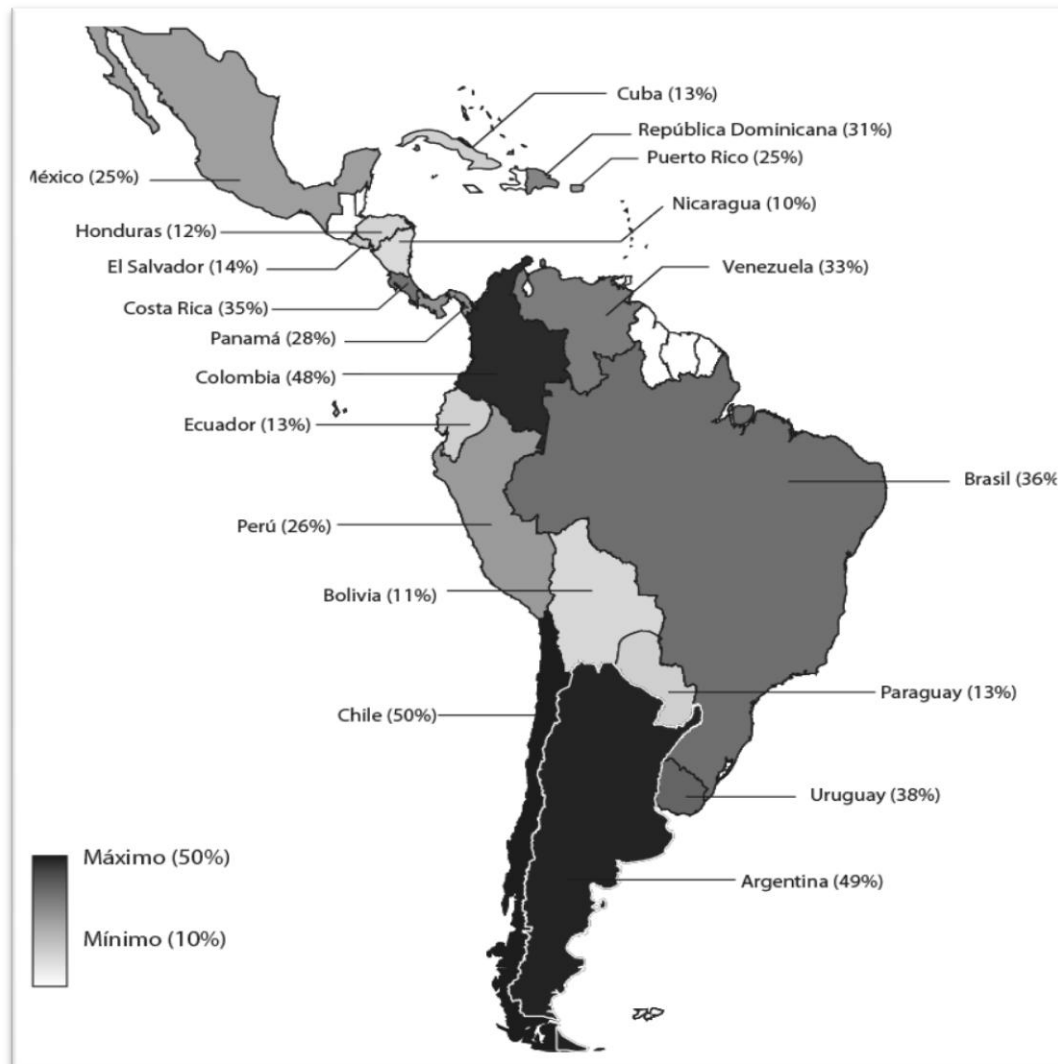 Cuba (13%)
República Dominicana (31%)
Puerto Rico (25%)
México (25%)
Nicaragua (10%)
Honduras (12%)
El Salvador (14%)
Venezuela (33%)
Costa Rica (35%)
Panamá (28%)
Colombia (48%)
Ecuador (13%)
Brasil (36%
Perú (26%)
Bolivia (11%)
Paraguay (13%)
Chile (50%)
Uruguay (38%)
Máximo (50%)
Argentina (49%)
Mínimo (10%)